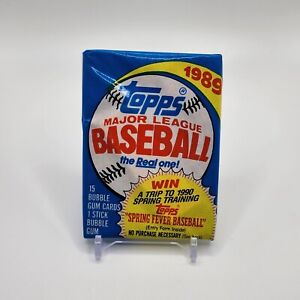 1989
TOPPS
MAJOR LEAGUE
BASEBALL
the Real one!
15
BUBBLE
GUM CARDS
1 STICK
BUBBLE
GUM
WIN
A TRIP TO 1990
SPRING TRAINING
TOPPS
"SPRING FEVER BASEBALL"
(Entry Form Inside)
NO PURCHASE NECESSARY